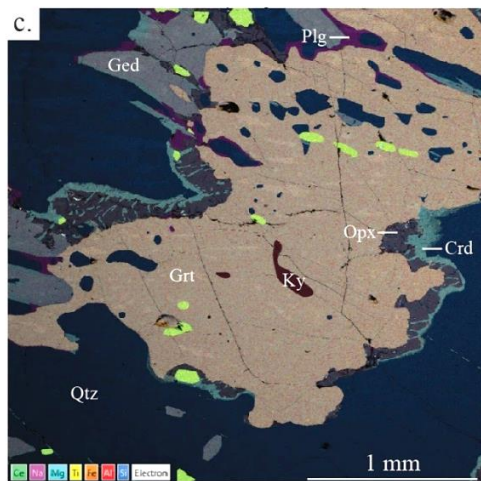 c.
Plg
Ged
Opx
Crd
Grt
Ky
Qtz
1 mm
Ce Na Mg Ti Fe Al Si Electron